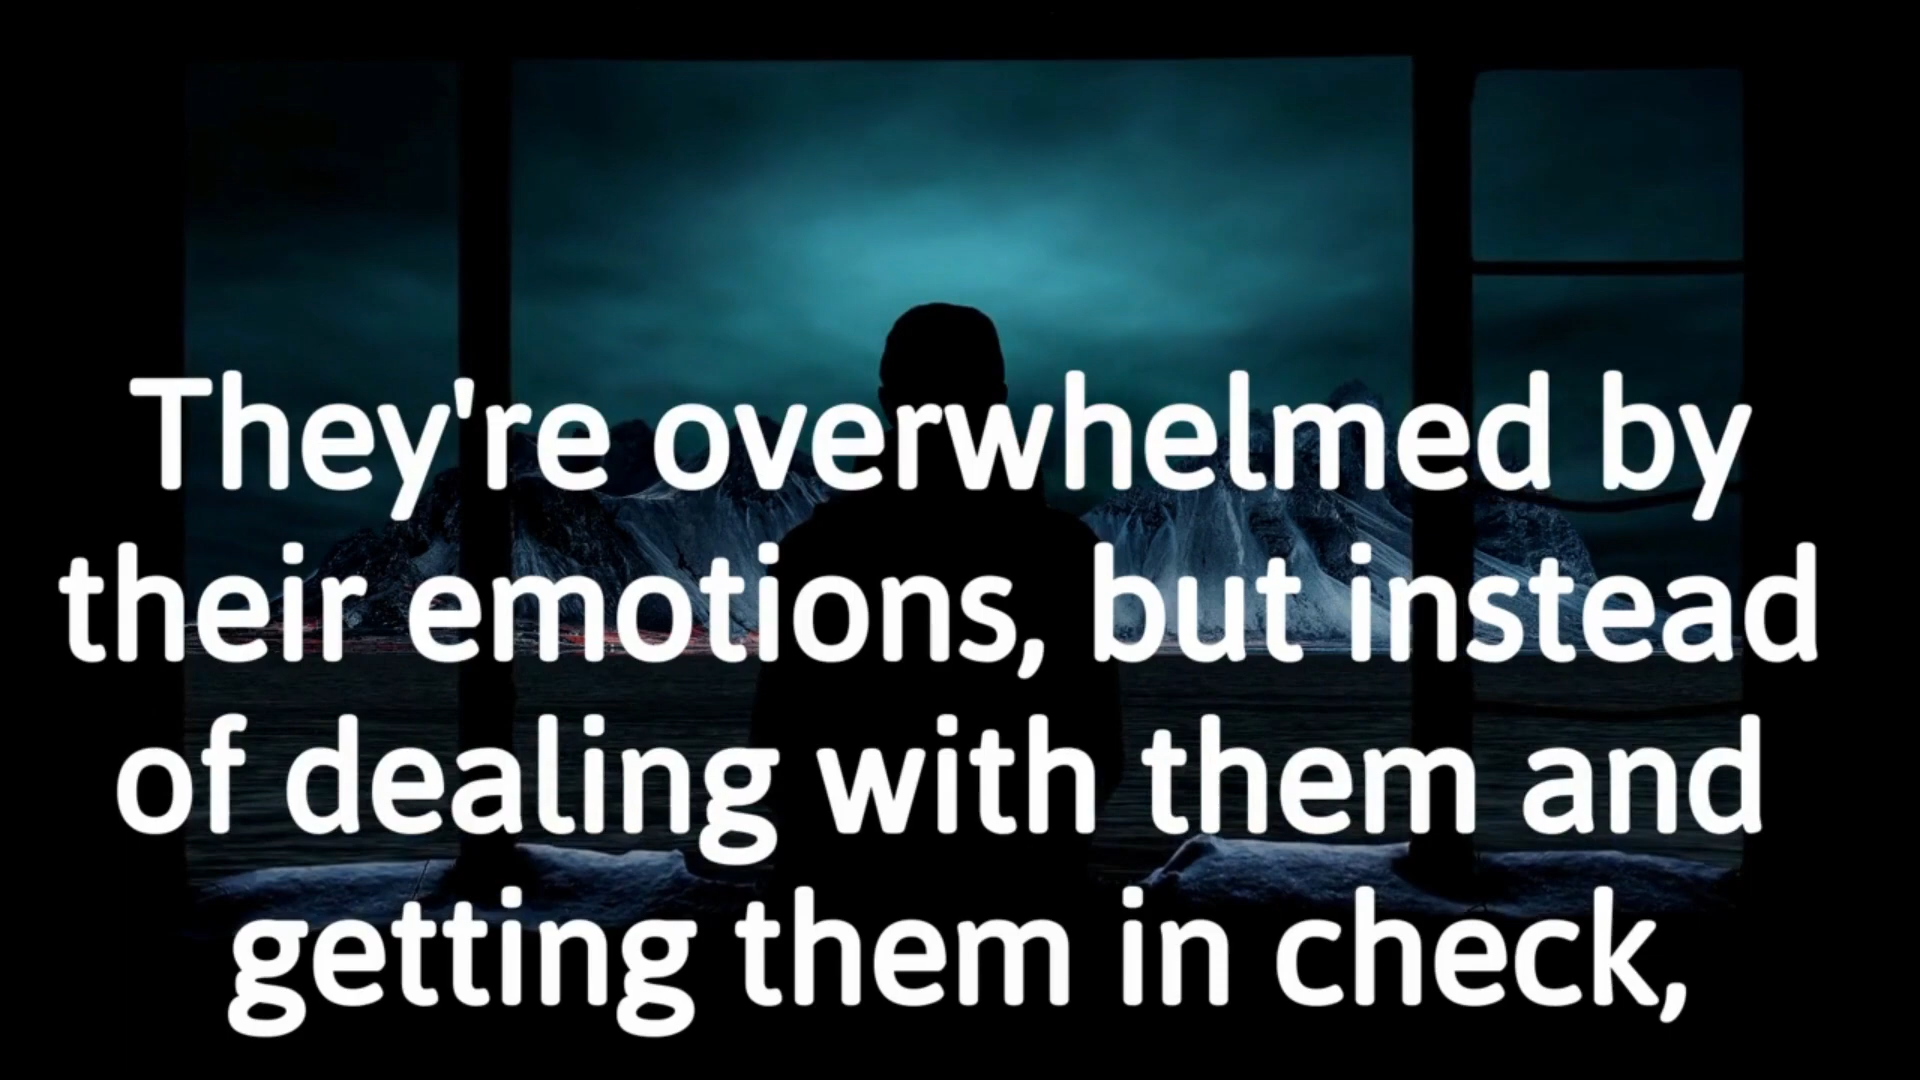 They're overwhelmed by
their emotions, but instead
of dealing with them and
getting them in check,